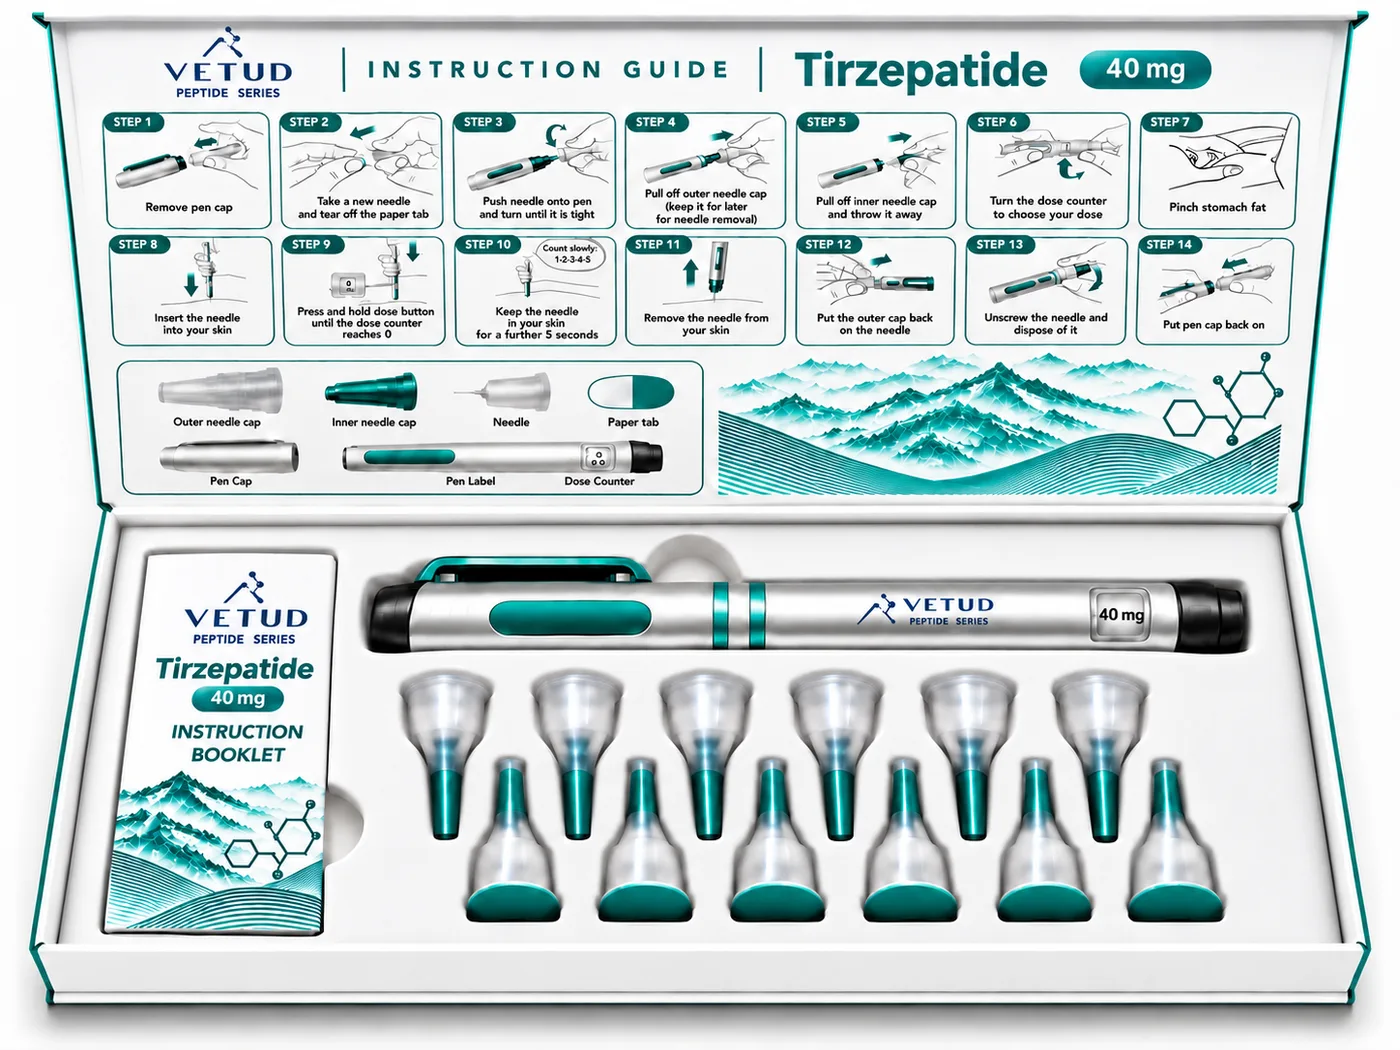 VETUD
PEPTIDE SERIES
INSTRUCTION GUIDE
Tirzepatide
40 mg
STEP 1
Remove pen cap
STEP 2
Take a new needle
and tear off the paper tab
STEP 3
Push needle onto pen
and turn until it is tight
STEP 4
Pull off outer needle cap
(keep it for later
for needle removal)
STEP 5
Pull off inner needle cap
and throw it away
STEP 6
Turn the dose counter
to choose your dose
STEP 7
Pinch stomach fat
STEP 8
Insert the needle
into your skin
STEP 9
Press and hold dose button
until the dose counter
reaches 0
STEP 10
Count slowly:
1-2-3-4-5
Keep the needle
in your skin
for a further 5 seconds
STEP 11
Remove the needle from
your skin
STEP 12
Put the outer cap back
on the needle
STEP 13
Unscrew the needle and
dispose of it
STEP 14
Put pen cap back on
Outer needle cap
Inner needle cap
Needle
Paper tab
Pen Cap
Pen Label
Dose Counter
VETUD
PEPTIDE SERIES
Tirzepatide
40 mg
INSTRUCTION
BOOKLET
VETUD
PEPTIDE SERIES
40 mg